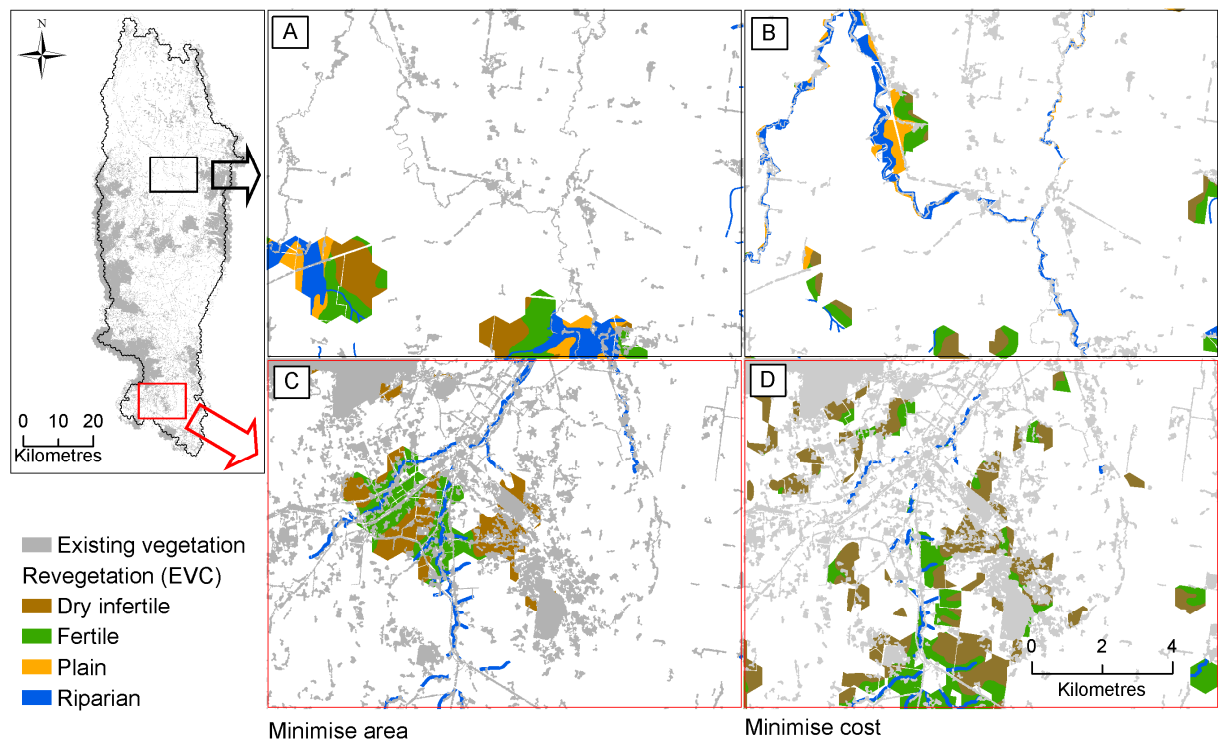 N
A
B
0 10 20
Kilometres
C
D
0 2 4
Kilometres
Existing vegetation
Revegetation (EVC)
Dry infertile
Fertile
Plain
Riparian
Minimise area
Minimise cost